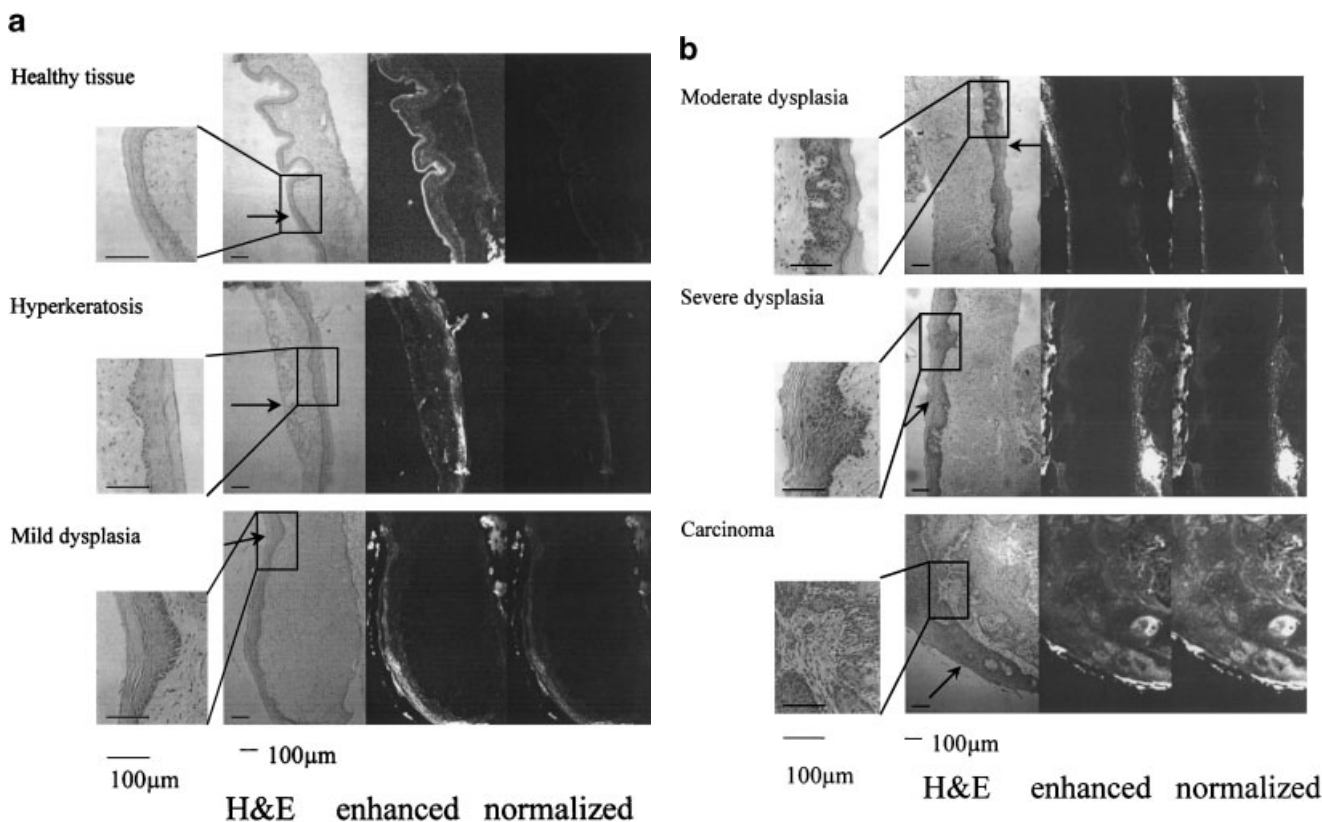 a
Healthy tissue
Hyperkeratosis
Mild dysplasia
100μm
100μm
H&E enhanced normalized
b
Moderate dysplasia
Severe dysplasia
Carcinoma
100μm
100μm
H&E enhanced normalized